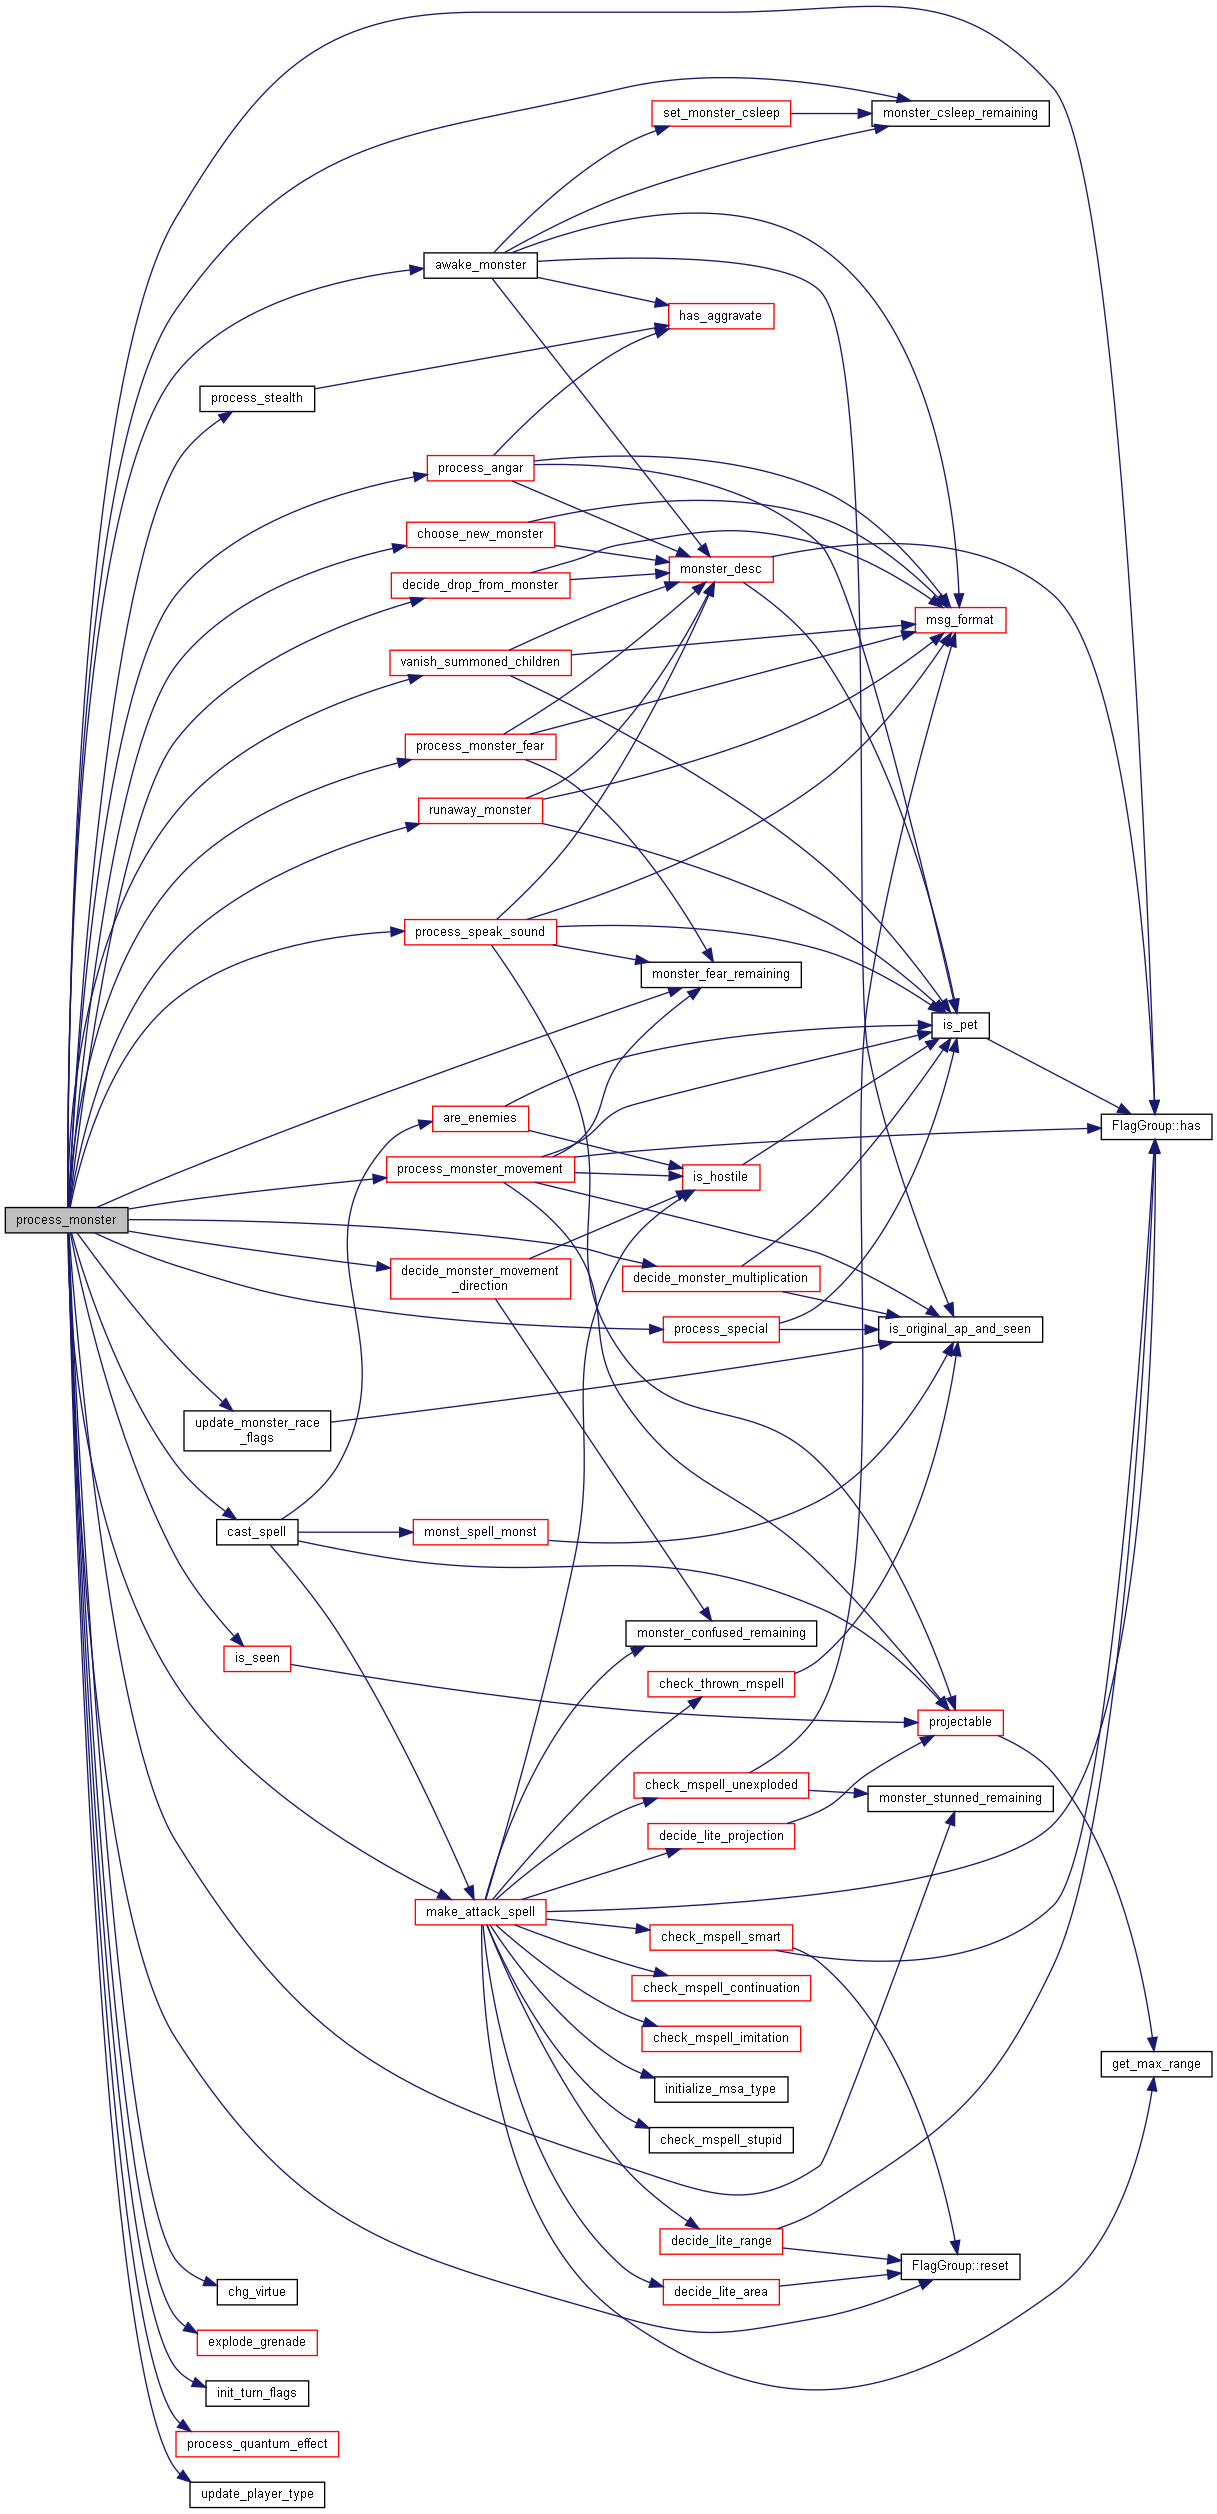 set_monster_csleep
monster_csleep_remaining
awake_monster
has_aggravate
process_stealth
process_angar
choose_new_monster
monster_desc
decide_drop_from_monster
msg_format
vanish_summoned_children
process_monster_fear
runaway_monster
process_speak_sound
monster_fear_remaining
is_pet
are_enemies
FlagGroup::has
process_monster_movement
is_hostile
process_monster
decide_monster_movement
_direction
decide_monster_multiplication
process_special
is_original_ap_and_seen
update_monster_race
_flags
cast_spell
monst_spell_monst
monster_confused_remaining
is_seen
check_thrown_mspell
projectable
check_mspell_unexploded
monster_stunned_remaining
decide_lite_projection
make_attack_spell
check_mspell_smart
check_mspell_continuation
check_mspell_imitation
get_max_range
initialize_msa_type
check_mspell_stupid
decide_lite_range
FlagGroup::reset
chg_virtue
decide_lite_area
explode_grenade
init_turn_flags
process_quantum_effect
update_player_type